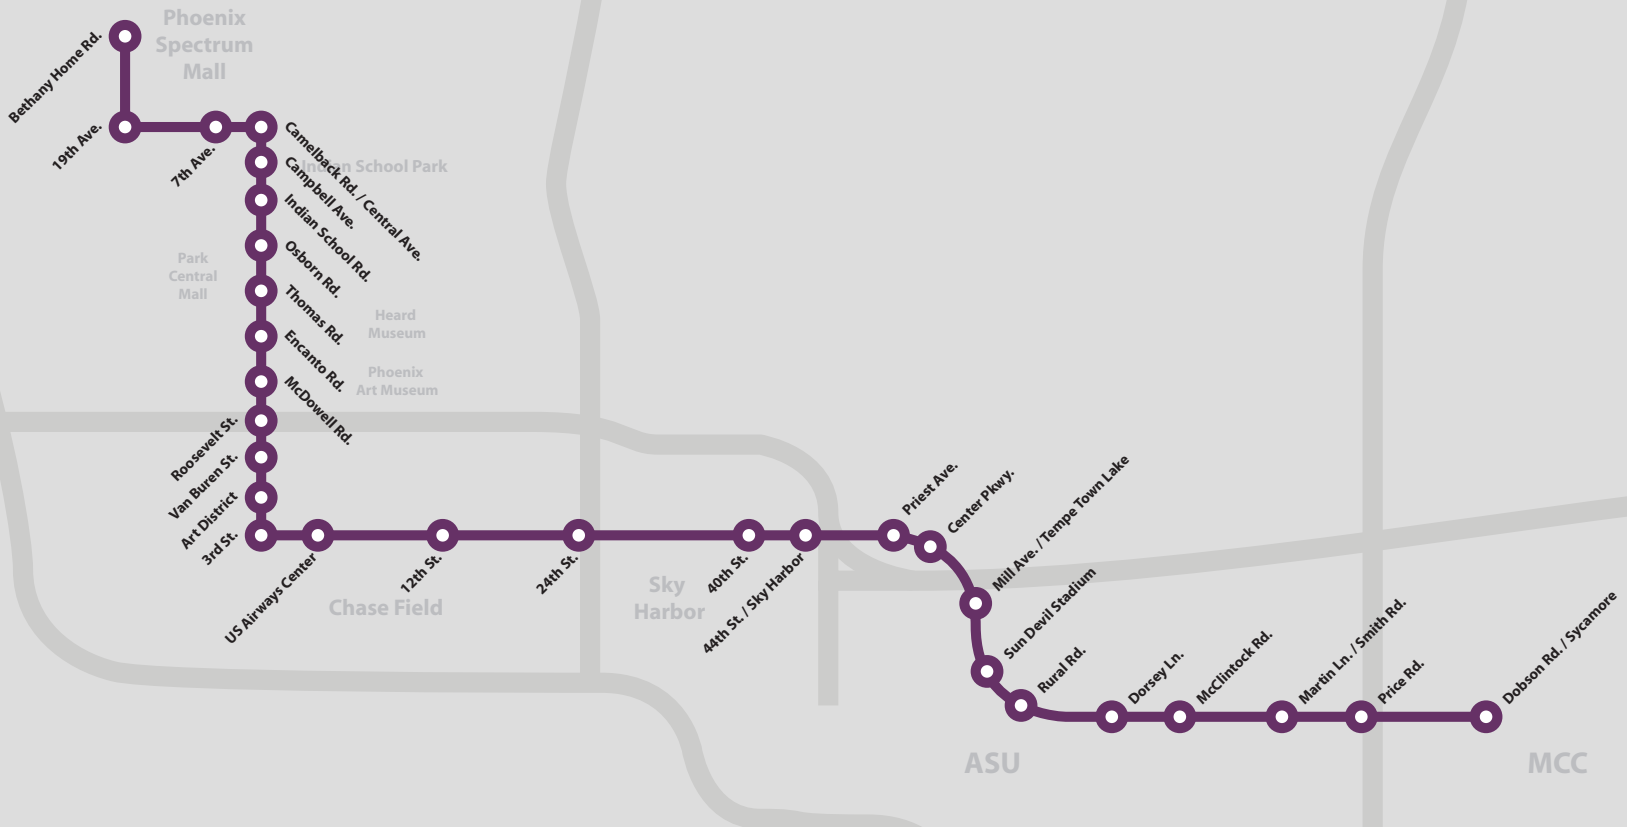 Phoenix
Spectrum
Mall
Bethany Home Rd.
19th Ave.
7th Ave.
Camelback Rd. / Central Ave.
Indian School Park
Campbell Ave.
Indian School Rd.
Osborn Rd.
Park
Central
Mall
Thomas Rd.
Heard
Museum
Encanto Rd.
Phoenix
Art Museum
McDowell Rd.
Roosevelt St.
Van Buren St.
Art District
3rd St.
US Airways Center
12th St.
Chase Field
24th St.
Sky
Harbor
40th St.
44th St. / Sky Harbor
Priest Ave.
Center Pkwy.
Mill Ave. / Tempe Town Lake
Sun Devil Stadium
Rural Rd.
Dorsey Ln.
McClintock Rd.
Martin Ln. / Smith Rd.
Price Rd.
Dobson Rd. / Sycamore
ASU
MCC